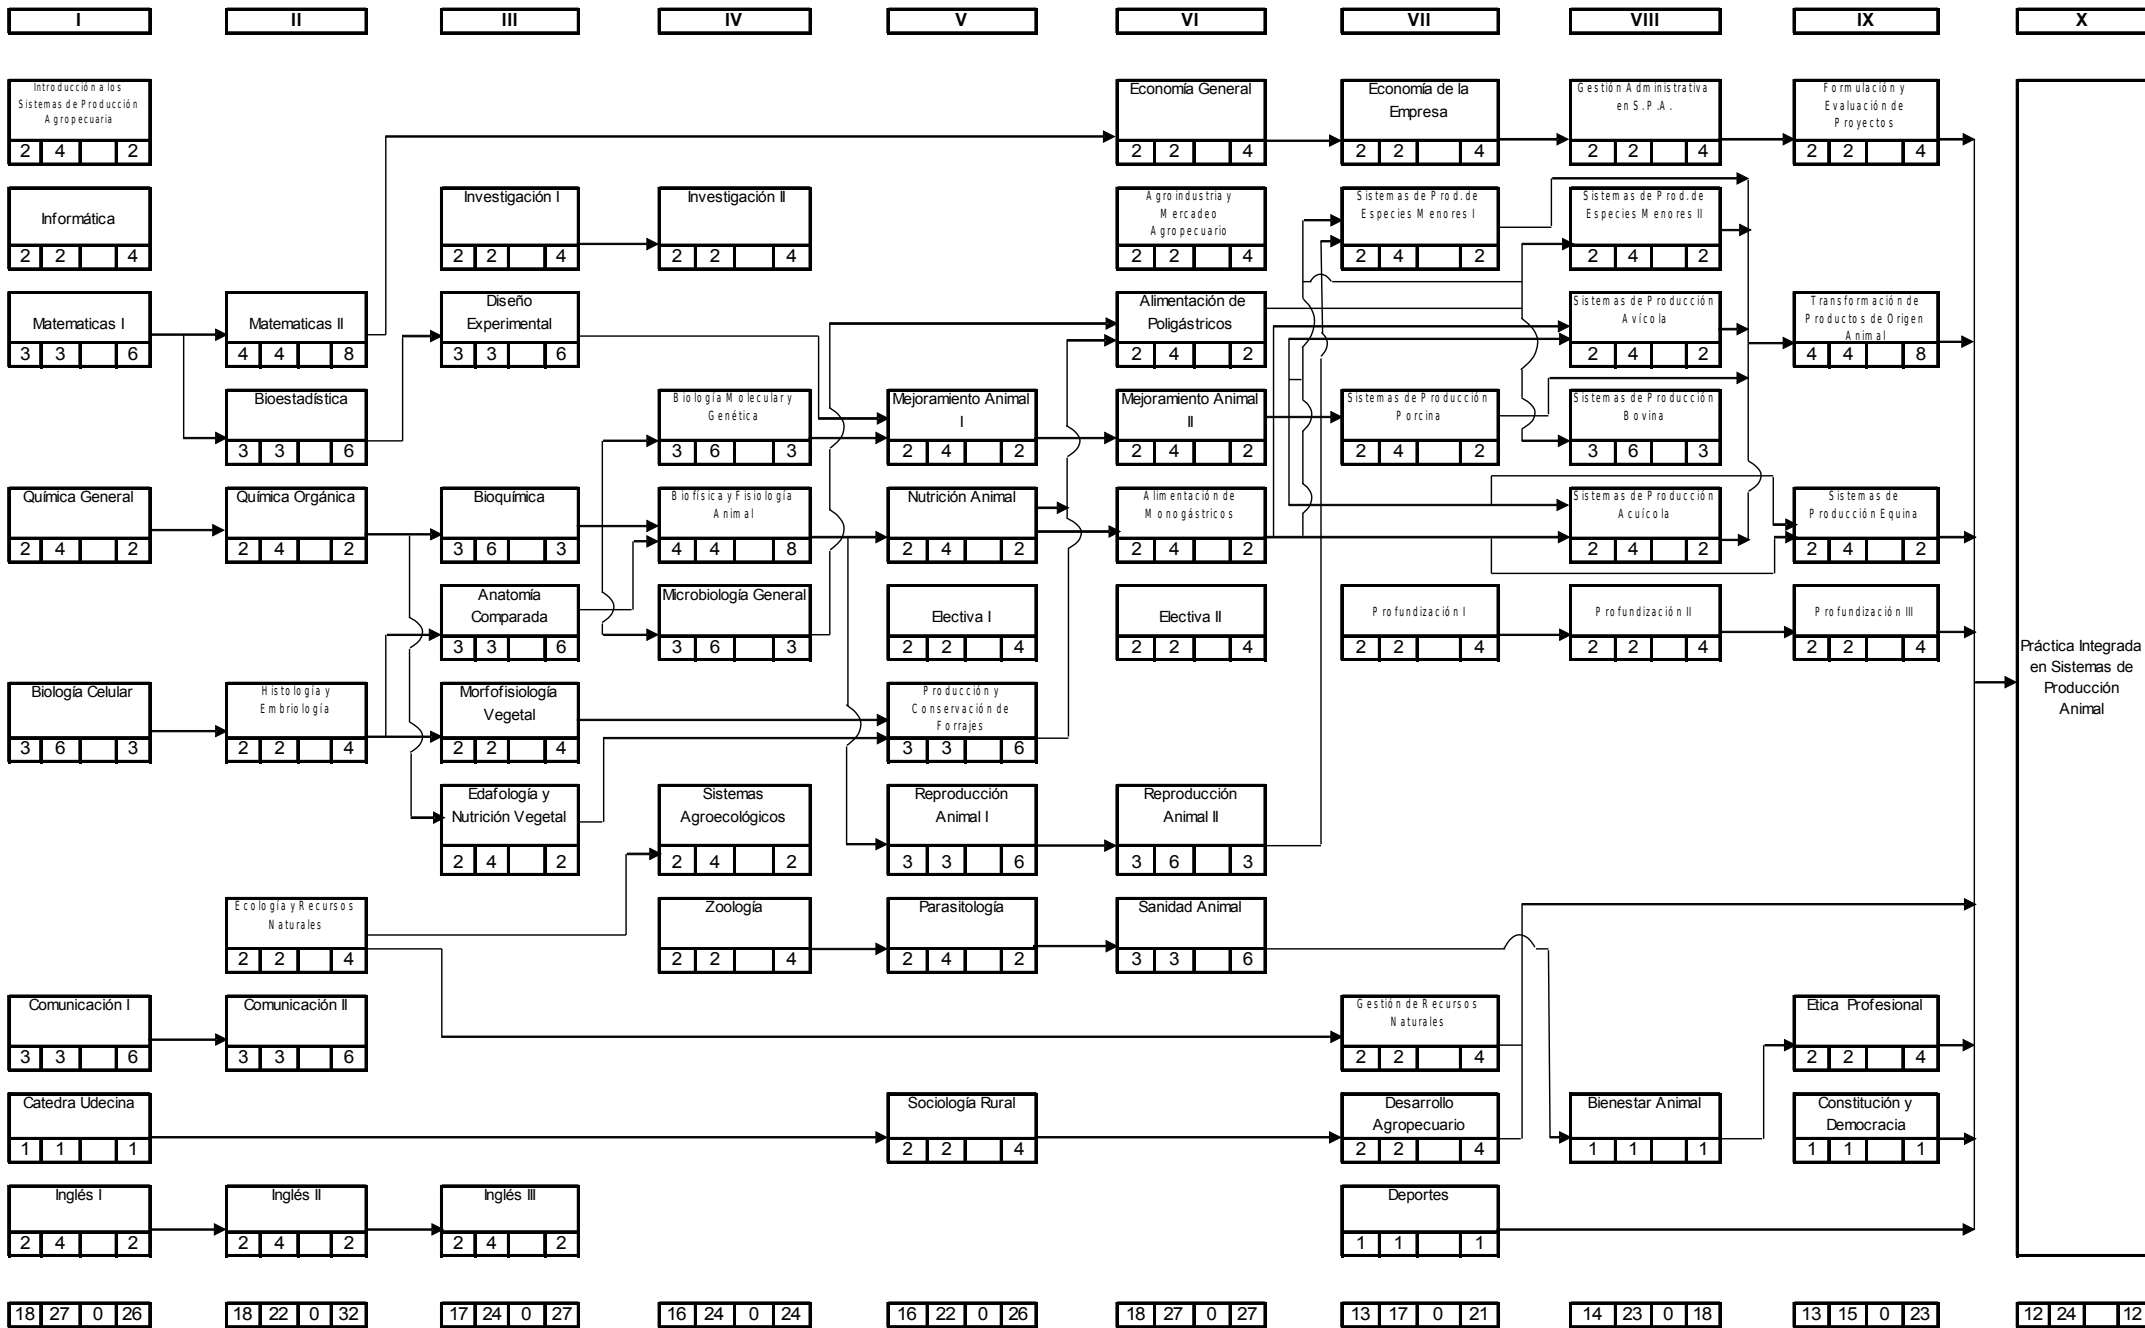 I II III IV V VI VII VIII IX X
Introducción a los
Sistemas de Producción
Agropecuaria
2 4 2
Economía General
2 2 4
Economía de la
Empresa
2 2 4
Gestión Administrativa
en S.P.A.
2 2 4
Formulación y
Evaluación de
Proyectos
2 2 4
Informática
2 2 4
Investigación I
2 2 4
Investigación II
2 2 4
Agroindustria y
Mercadeo
Agropecuario
2 2 4
Sistemas de Prod. de
Especies Menores I
2 4 2
Sistemas de Prod. de
Especies Menores II
2 4 2
Matematicas I
3 3 6
Matematicas II
4 4 8
Diseño
Experimental
3 3 6
Alimentación de
Poligástricos
2 4 2
Sistemas de Producción
Avícola
2 4 2
Transformación de
Productos de Origen
Animal
4 4 8
Bioestadística
3 3 6
Biología Molecular y
Genética
3 6 3
Mejoramiento Animal
I
2 4 2
Mejoramiento Animal
II
2 4 2
Sistemas de Producción
Porcina
2 4 2
Sistemas de Producción
Bovina
3 6 3
Química General
2 4 2
Química Orgánica
2 4 2
Bioquímica
3 6 3
Biofísica y Fisiología
Animal
4 4 8
Nutrición Animal
2 4 2
Alimentación de
Monogástricos
2 4 2
Sistemas de Producción
Acuícola
2 4 2
Sistemas de
Producción Equina
2 4 2
Anatomía
Comparada
3 3 6
Microbiología General
3 6 3
Electiva I
2 2 4
Electiva II
2 2 4
Profundización I
2 2 4
Profundización II
2 2 4
Profundización III
2 2 4
Práctica Integrada
en Sistemas de
Producción
Animal
Biología Celular
3 6 3
Histología y
Embriología
2 2 4
Morfofisiología
Vegetal
2 2 4
Producción y
Conservación de
Forrajes
3 3 6
Edafología y
Nutrición Vegetal
2 4 2
Sistemas
Agroecológicos
2 4 2
Reproducción
Animal I
3 3 6
Reproducción
Animal II
3 6 3
Ecología y Recursos
Naturales
2 2 4
Zoología
2 2 4
Parasitología
2 4 2
Sanidad Animal
3 3 6
Comunicación I
3 3 6
Comunicación II
3 3 6
Gestión de Recursos
Naturales
2 2 4
Etica Profesional
2 2 4
Catedra Udecina
1 1 1
Sociología Rural
2 2 4
Desarrollo
Agropecuario
2 2 4
Bienestar Animal
1 1 1
Constitución y
Democracia
1 1 1
Inglés I
2 4 2
Inglés II
2 4 2
Inglés III
2 4 2
Deportes
1 1 1
18 27 0 26
18 22 0 32
17 24 0 27
16 24 0 24
16 22 0 26
18 27 0 27
13 17 0 21
14 23 0 18
13 15 0 23
12 24 12